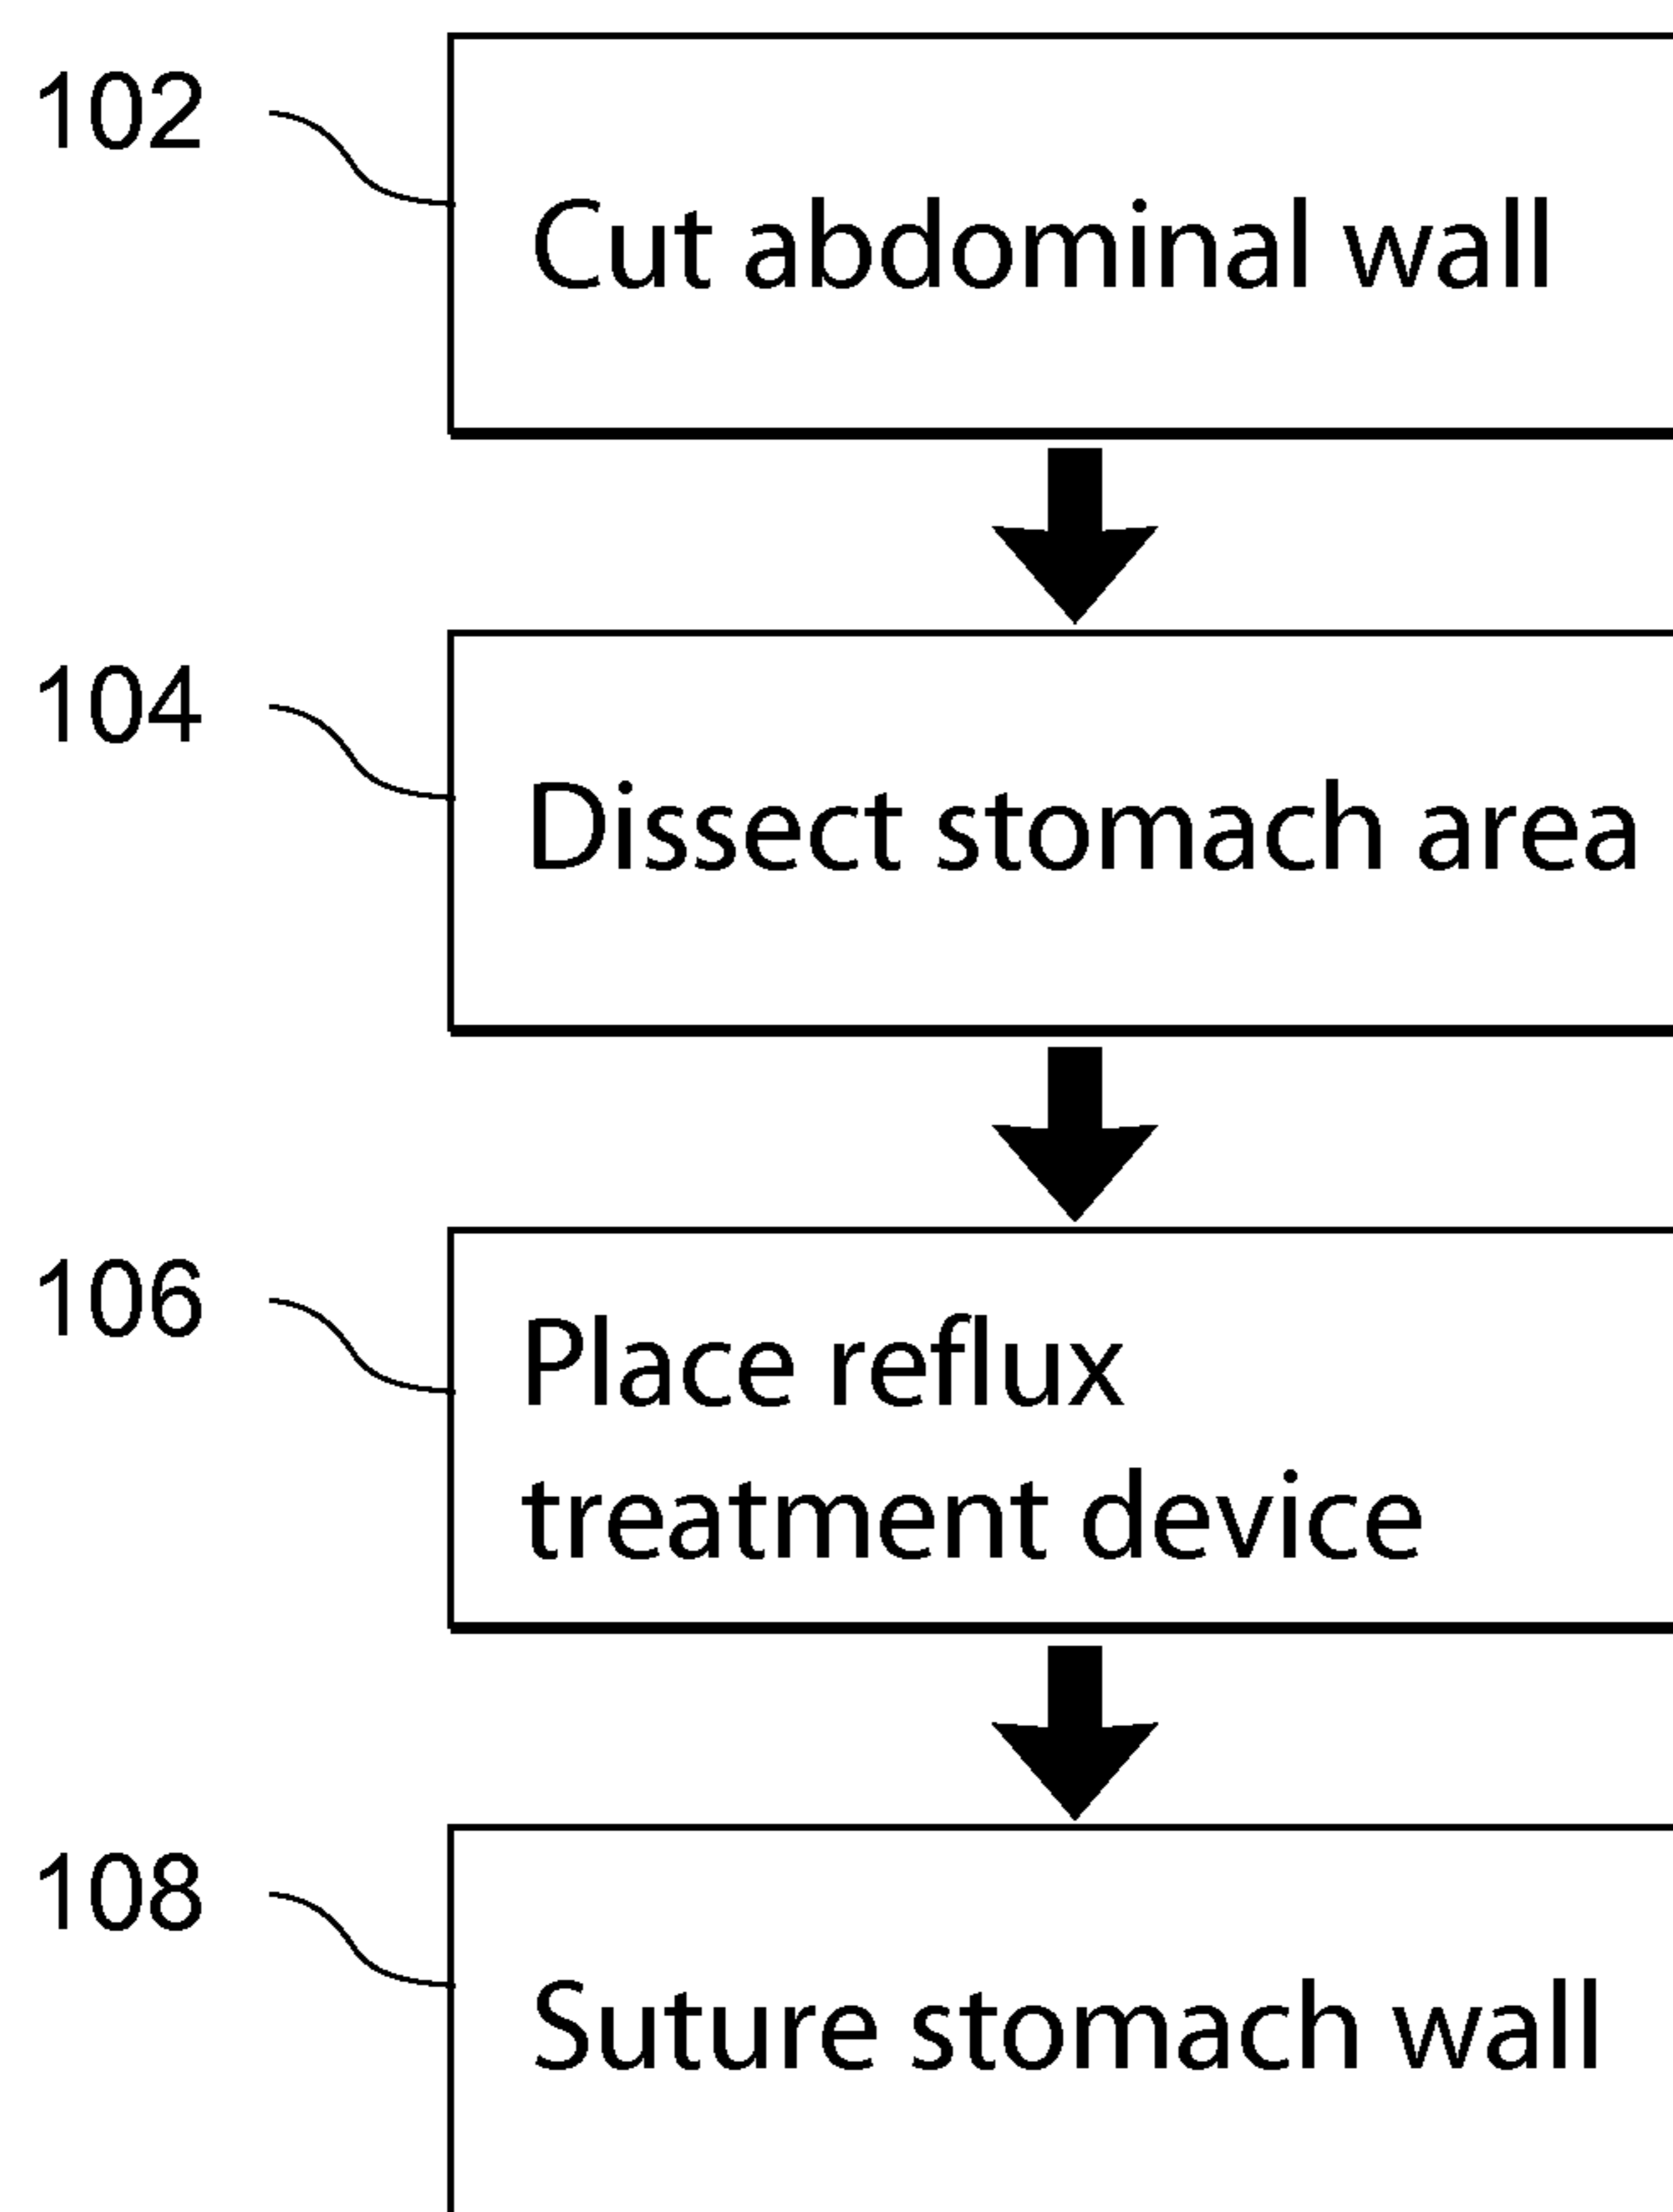 102
Cut abdominal wall
104
Dissect stomach area
106
Place reflux
treatment device
108
Suture stomach wall